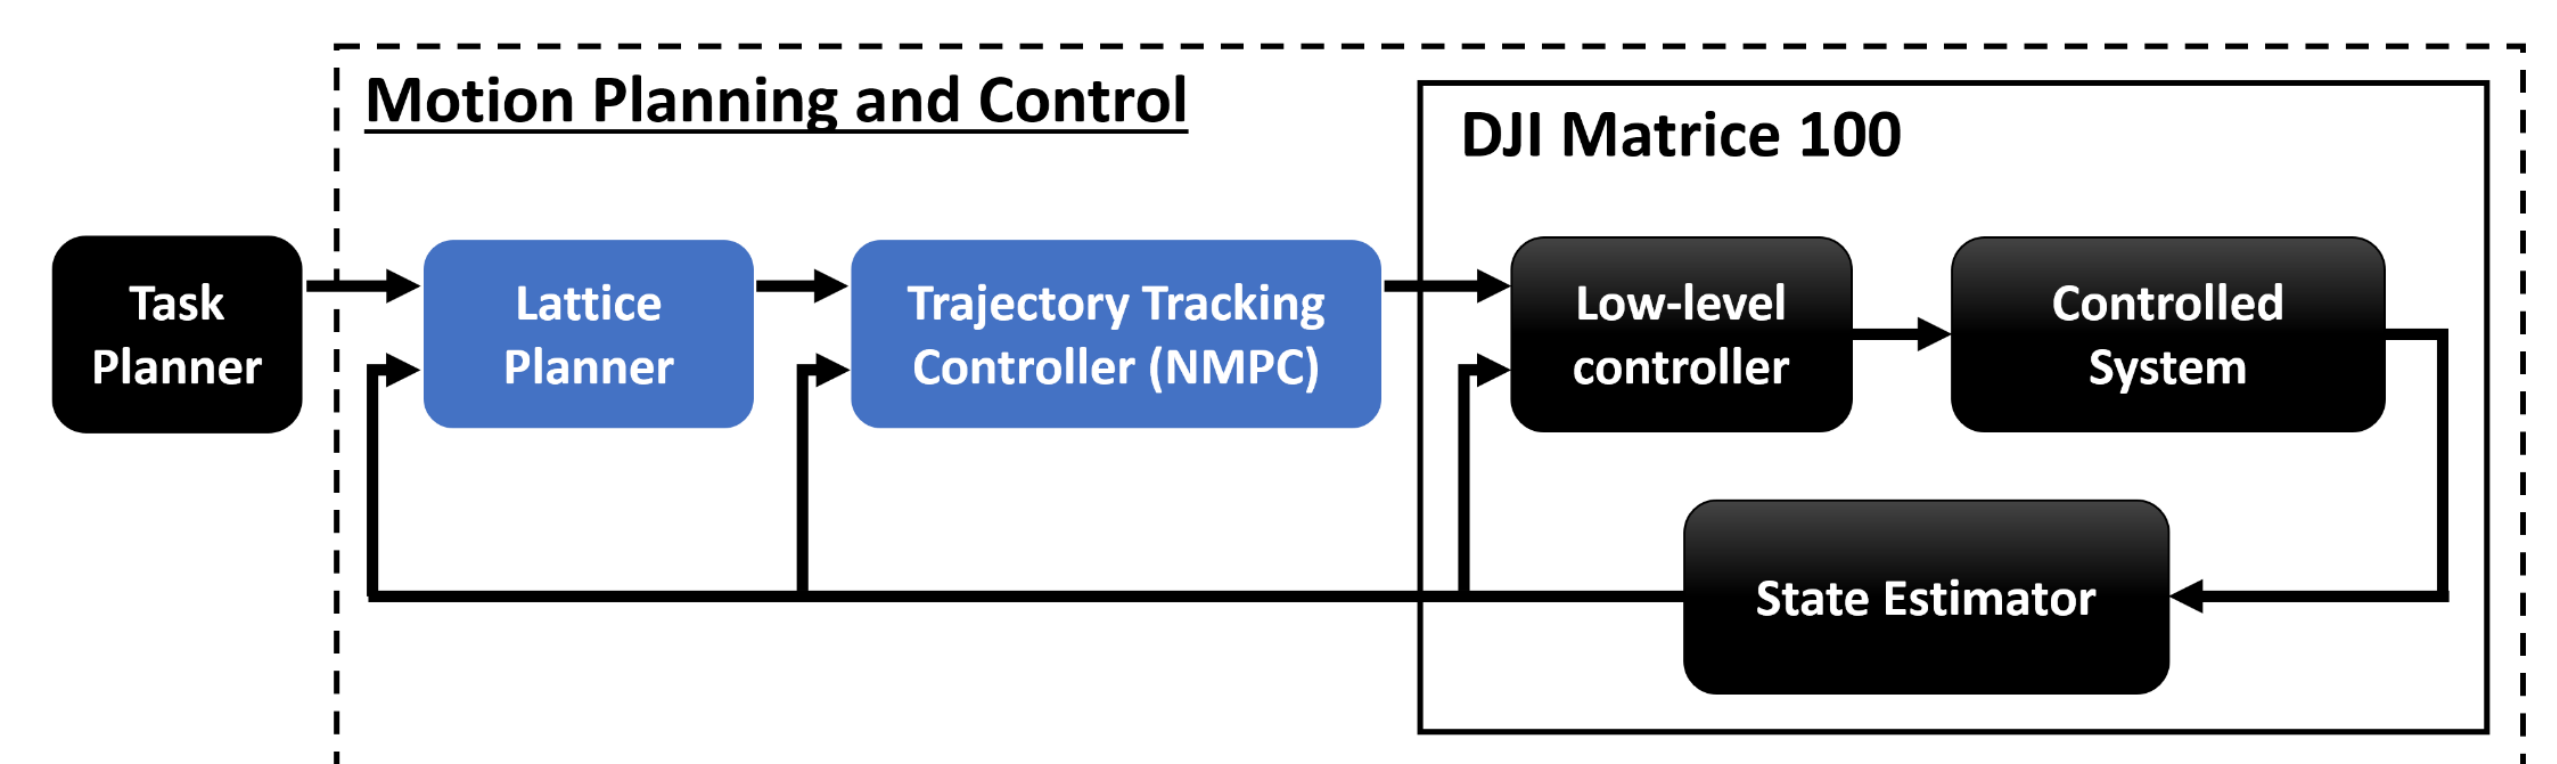 Motion Planning and Control
DJI Matrice 100
Task
Planner
Lattice
Planner
Trajectory Tracking
Controller (NMPC)
Low-level
controller
Controlled
System
State Estimator